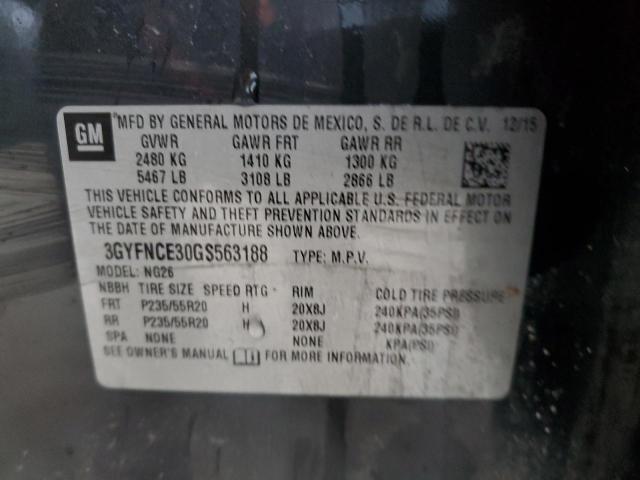 GM
MFD BY GENERAL MOTORS DE MEXICO, S. DE R.L. DE C.V. 12/15
GVWR GAWR FRT GAWR RR
2480 KG 1410 KG 1300 KG
5467 LB 3108 LB 2866 LB
THIS VEHICLE CONFORMS TO ALL APPLICABLE U.S. FEDERAL MOTOR
VEHICLE SAFETY AND THEFT PREVENTION STANDARDS IN EFFECT ON
THE DATE OF MANUFACTURE SHOWN ABOVE.
3GYFNCE30GS563188 TYPE: M.P.V.
MODEL: NG26
NBBH TIRE SIZE SPEED RTG RIM COLD TIRE PRESSURE
FRT P235/55R20 H 20X8J 240KPA(35PSI)
RR P235/55R20 H 20X8J 240KPA(35PSI)
SPA NONE NONE KPA(PSI)
SEE OWNER'S MANUAL FOR MORE INFORMATION.